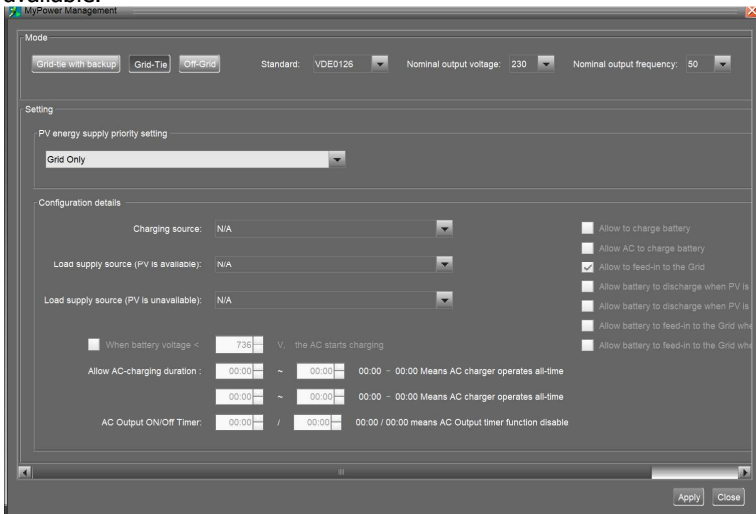 available.
MyPower Management
Mode
Grid-tie with backup Grid-Tie Off-Grid Standard: VDE0126 Nominal output voltage: 230 Nominal output frequency: 50
Setting
PV energy supply priority setting
Grid Only
Configuration details
Charging source: N/A
Load supply source (PV is available): N/A
Load supply source (PV is unavailable): N/A
Allow to charge battery
Allow AC to charge battery
Allow to feed-in to the Grid
Allow battery to discharge when PV is
Allow battery to discharge when PV is
Allow battery to feed-in to the Grid whe
Allow battery to feed-in to the Grid whe
When battery voltage < 736 V, the AC starts charging
Allow AC-charging duration : 00:00 ~ 00:00 00:00 - 00:00 Means AC charger operates all-time
00:00 ~ 00:00 00:00 - 00:00 Means AC charger operates all-time
AC Output ON/Off Timer: 00:00 / 00:00 00:00 / 00:00 means AC Output timer function disable
Apply Close